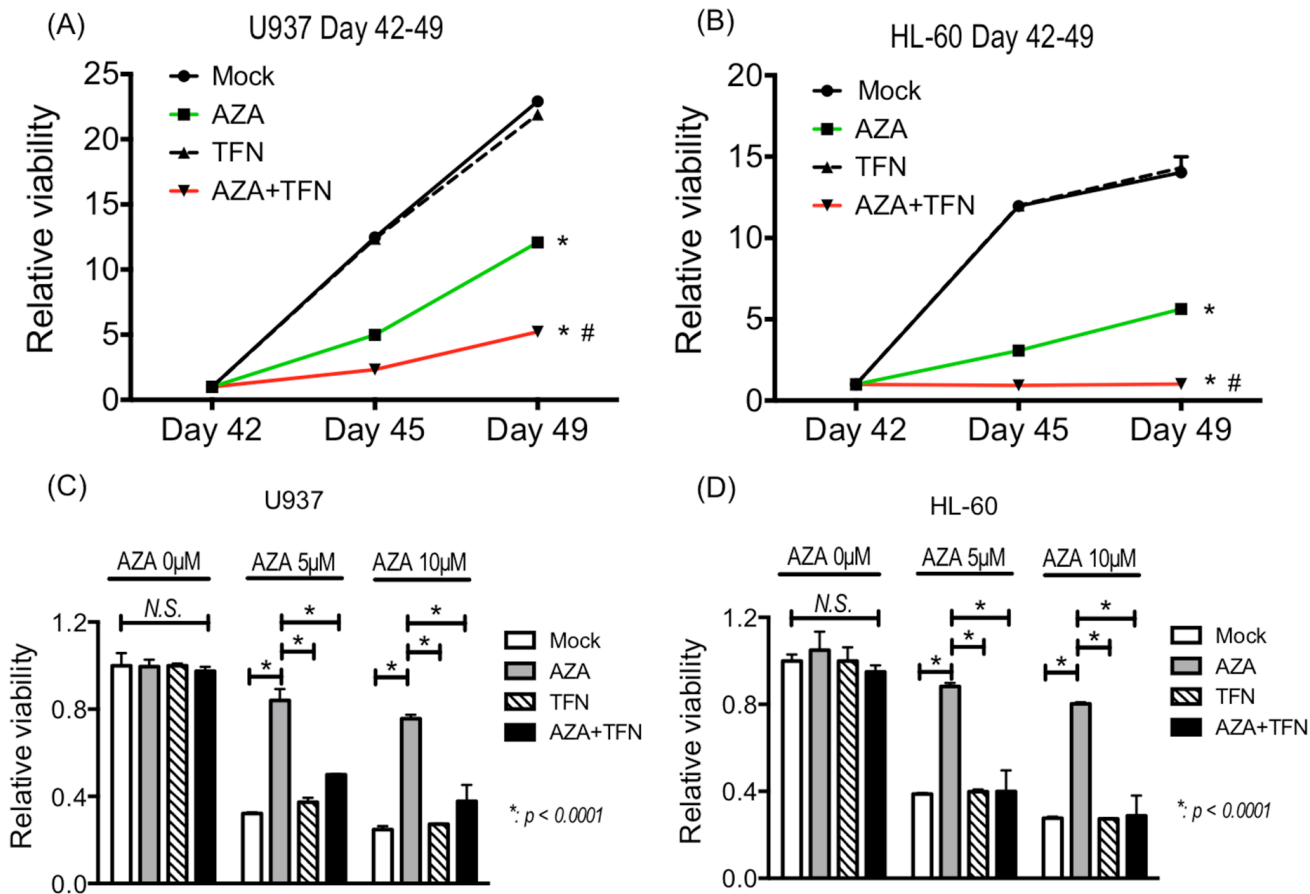 (A)
U937 Day 42-49
Mock
AZA
TFN
AZA+TFN
Relative viability
25
20
15
10
5
0
* 
* #
Day 42
Day 45
Day 49
(B)
HL-60 Day 42-49
Mock
AZA
TFN
AZA+TFN
Relative viability
20
15
10
5
0
*
* #
Day 42
Day 45
Day 49
(C)
U937
AZA 0μM
AZA 5μM
AZA 10μM
N.S.
*
*
*
*
*
*
Relative viability
1.2
0.8
0.4
0.0
Mock
AZA
TFN
AZA+TFN
*: p < 0.0001
(D)
HL-60
AZA 0μM
AZA 5μM
AZA 10μM
N.S.
*
*
*
*
*
*
Relative viability
1.2
0.8
0.4
0.0
Mock
AZA
TFN
AZA+TFN
*: p < 0.0001